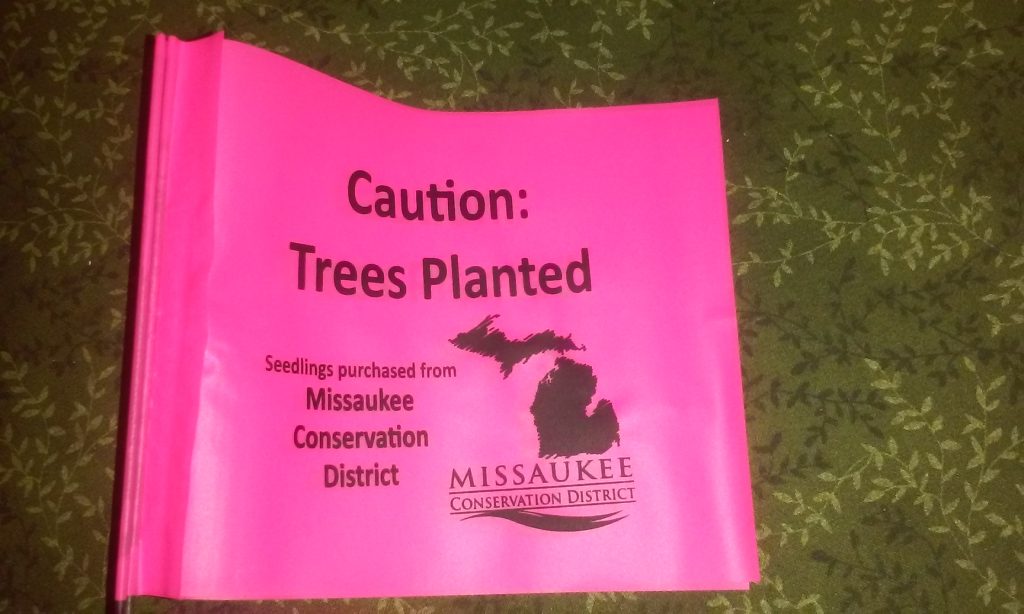 Caution:
Trees Planted
Seedlings purchased from
Missaukee
Conservation
District
MISSAUKEE
CONSERVATION DISTRICT